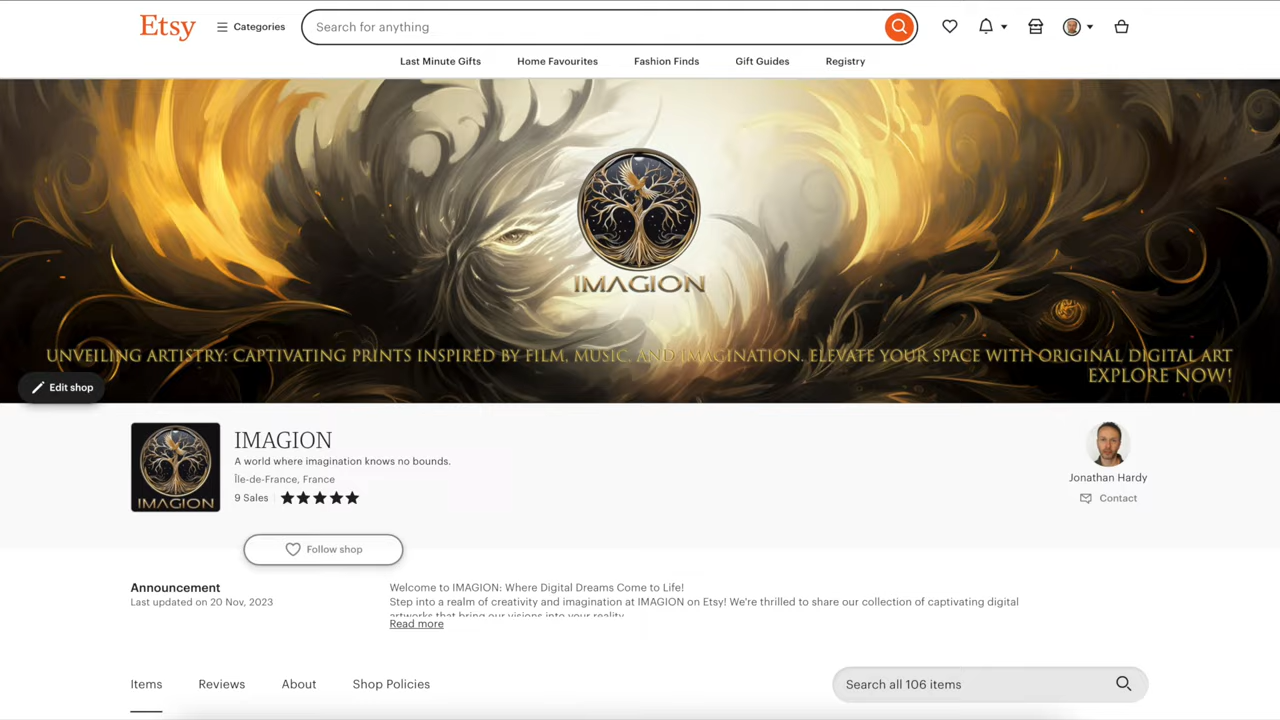 Etsy
Categories
Search for anything
Last Minute Gifts
Home Favourites
Fashion Finds
Gift Guides
Registry
IMAGION
UNVEILING ARTISTRY: CAPTIVATING PRINTS INSPIRED BY FILM, MUSIC, AND IMAGINATION. ELEVATE YOUR SPACE WITH ORIGINAL DIGITAL ART
EXPLORE NOW!
Edit shop
IMAGION
IMAGION
A world where imagination knows no bounds.
Île-de-France, France
9 Sales
Jonathan Hardy
Contact
Follow shop
Announcement
Last updated on 20 Nov, 2023
Welcome to IMAGION: Where Digital Dreams Come to Life!
Step into a realm of creativity and imagination at IMAGION on Etsy! We're thrilled to share our collection of captivating digital
artworks that bring our visions into your reality.
Read more
Items
Reviews
About
Shop Policies
Search all 106 items